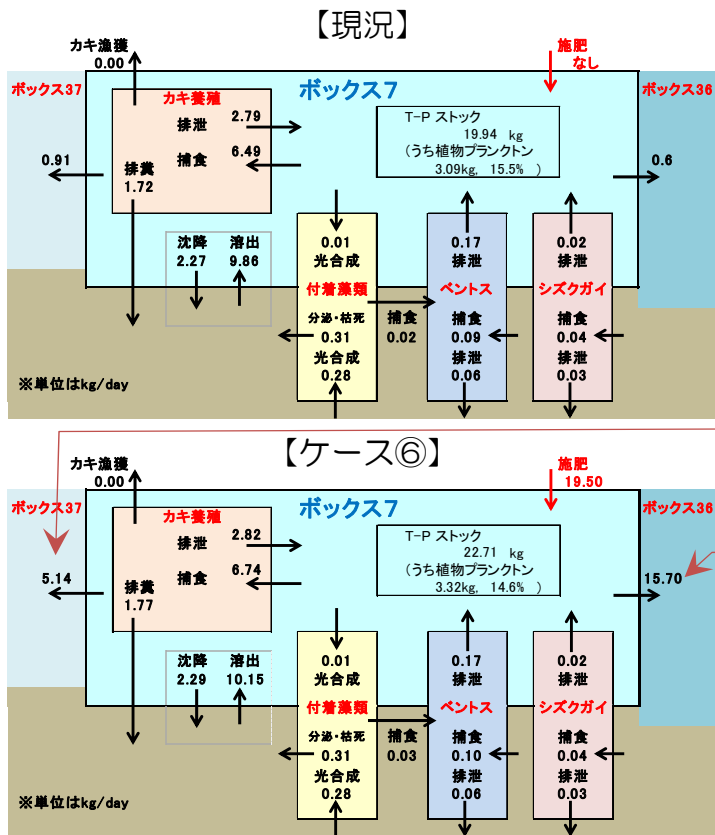 【現況】
カキ漁獲
0.00
施肥
なし
ボックス37
ボックス7
ボックス36
カキ養殖
排泄 2.79
捕食 6.49
排糞
1.72
T-P ストック
19.94 kg
(うち植物プランクトン
3.09kg, 15.5% )
0.91
0.6
沈降 溶出
2.27 9.86
0.01
光合成
付着藻類
分泌・枯死
0.31
光合成
0.28
捕食
0.02
0.17
排泄
ベントス
捕食
0.09
排泄
0.06
0.02
排泄
シズクガイ
捕食
0.04
排泄
0.03
※単位はkg/day
【ケース⑥】
カキ漁獲
0.00
施肥
19.50
ボックス37
ボックス7
ボックス36
カキ養殖
排泄 2.82
捕食 6.74
排糞
1.77
T-P ストック
22.71 kg
(うち植物プランクトン
3.32kg, 14.6% )
5.14
15.70
沈降 溶出
2.29 10.15
0.01
光合成
付着藻類
分泌・枯死
0.31
光合成
0.28
捕食
0.03
0.17
排泄
ベントス
捕食
0.10
排泄
0.06
0.02
排泄
シズクガイ
捕食
0.04
排泄
0.03
※単位はkg/day